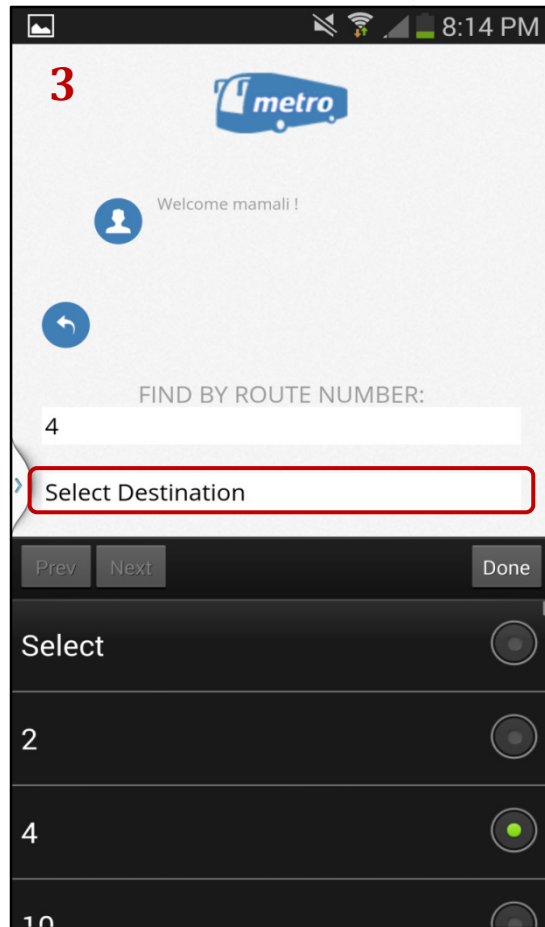 8:14 PM
3
metro
Welcome mamali !
FIND BY ROUTE NUMBER:
4
Select Destination
Prev Next Done
Select
2
4
10